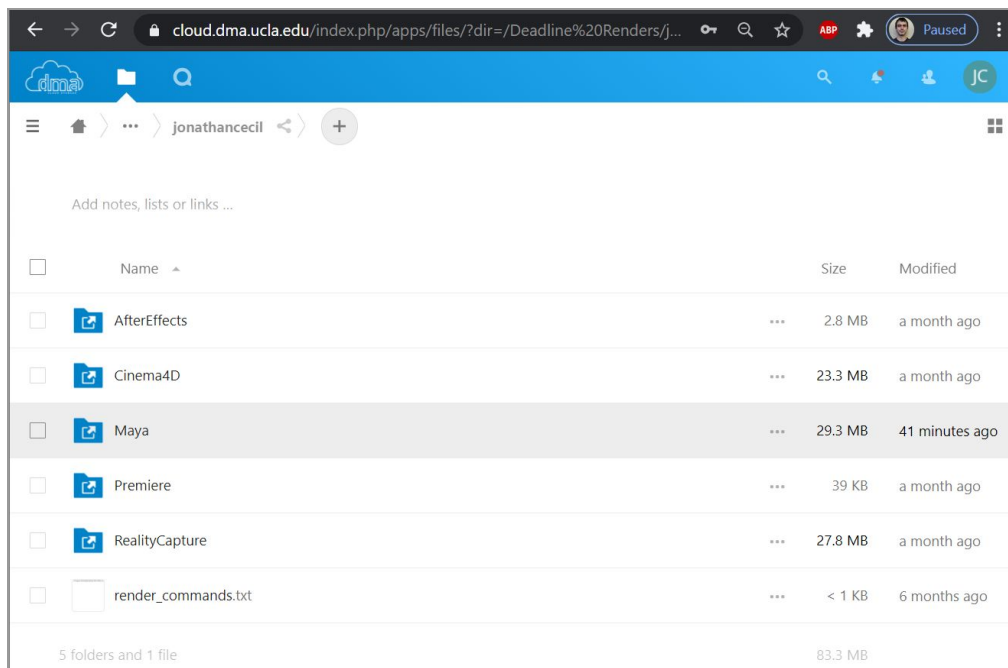 cloud.dma.ucla.edu/index.php/apps/files/?dir=/Deadline%20Renders/j... ABP Paused
dma JC
... jonathancecil +
Add notes, lists or links ...
Name Size Modified
AfterEffects ... 2.8 MB a month ago
Cinema4D ... 23.3 MB a month ago
Maya ... 29.3 MB 41 minutes ago
Premiere ... 39 KB a month ago
RealityCapture ... 27.8 MB a month ago
render_commands.txt ... < 1 KB 6 months ago
5 folders and 1 file 83.3 MB